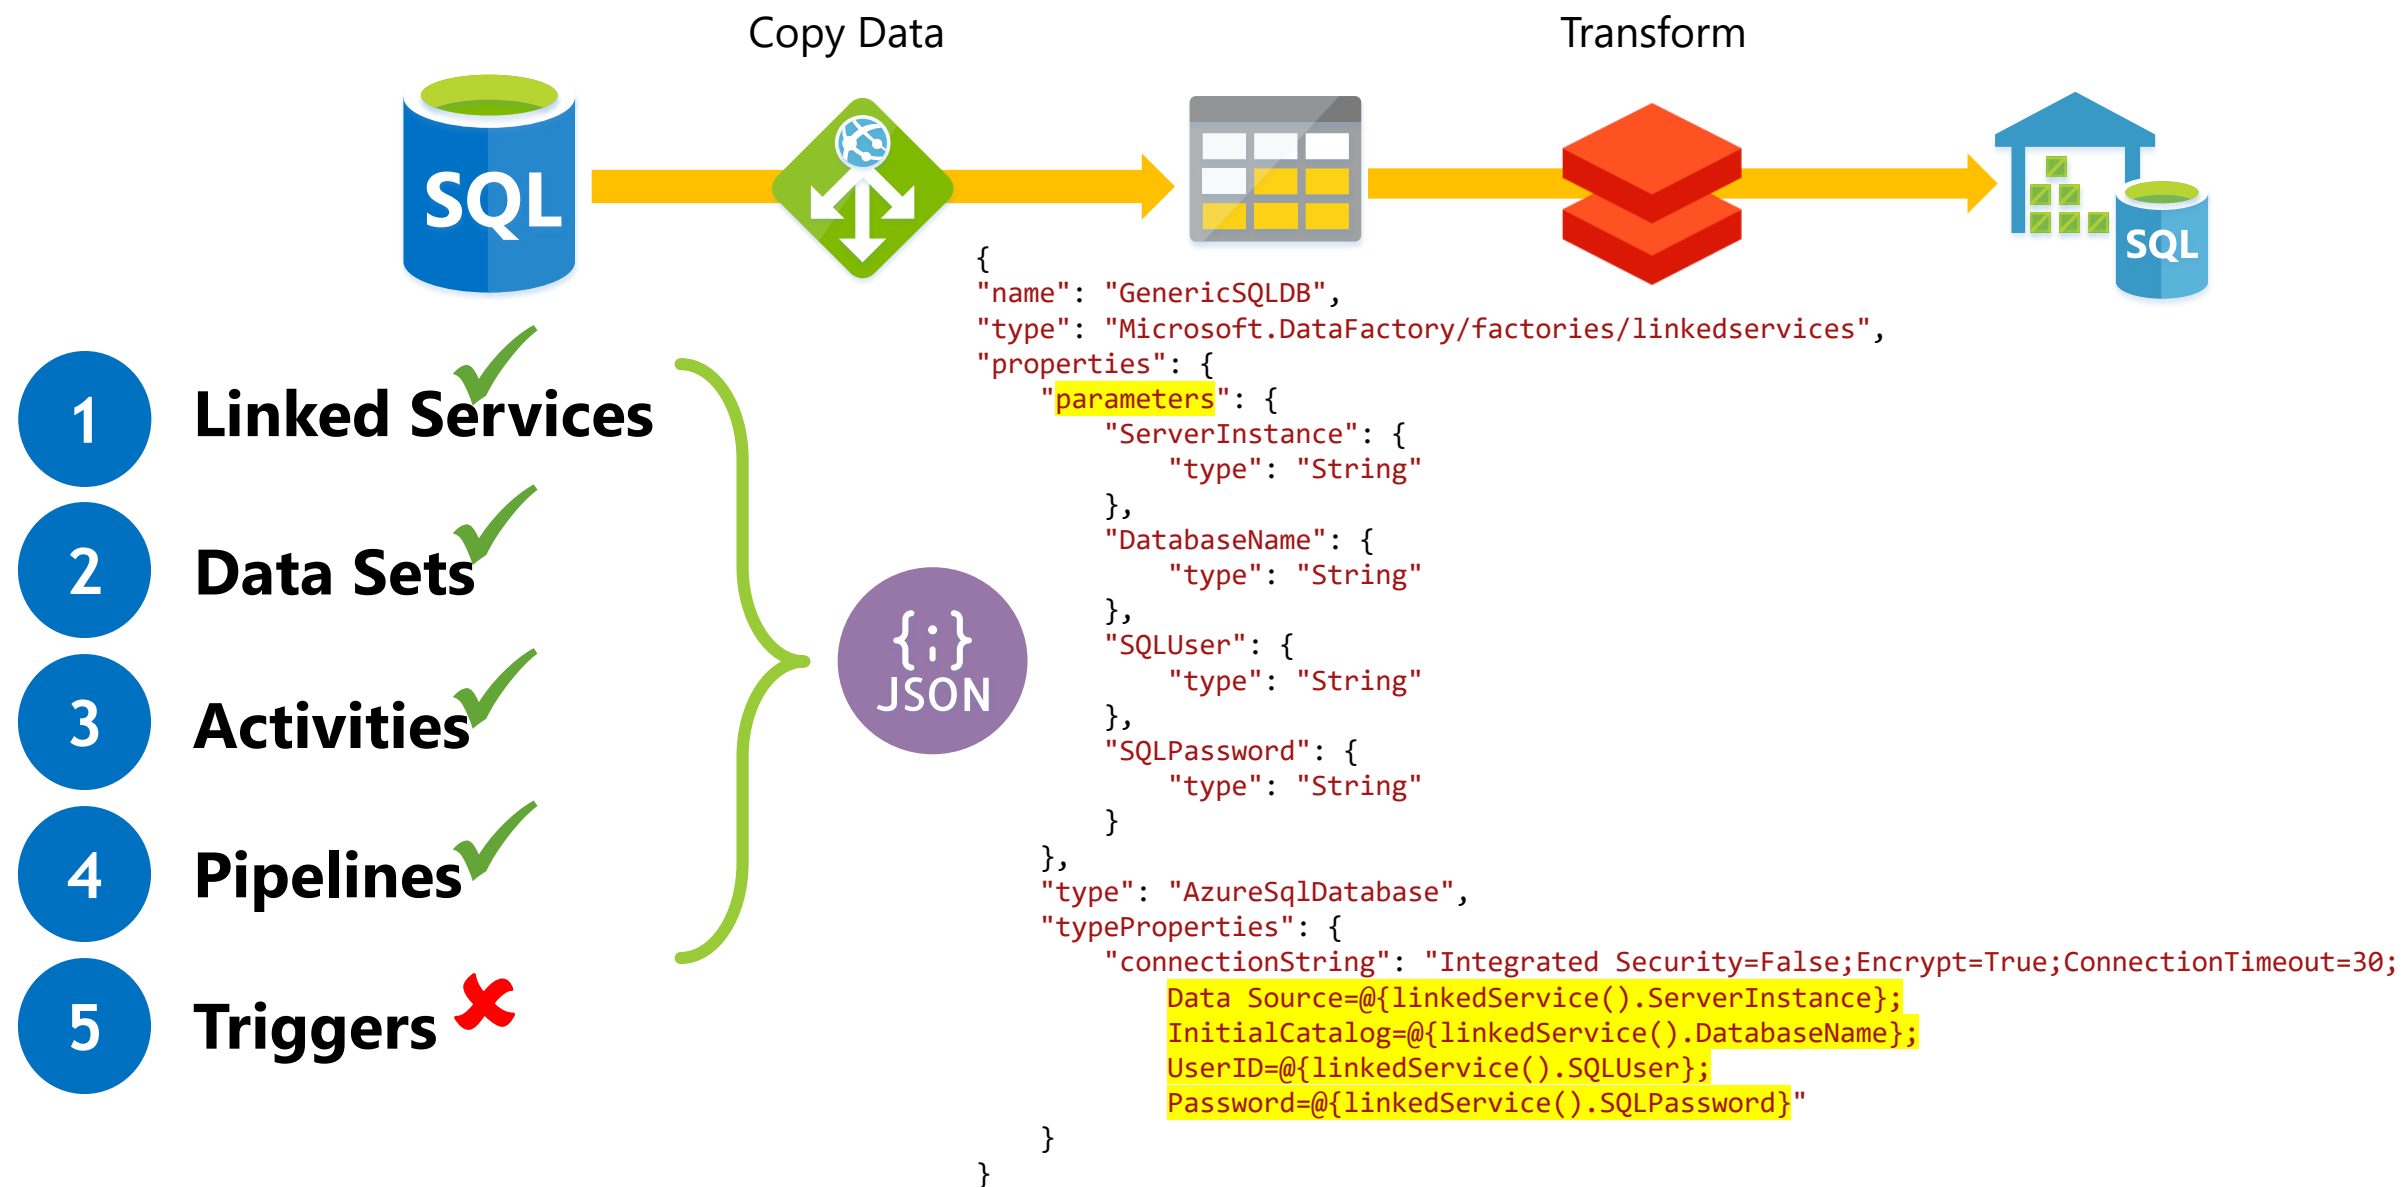 Copy Data
Transform
SQL
SQL
1
Linked Services
2
Data Sets
3
Activities
4
Pipelines
5
Triggers
{;}
JSON
{
"name": "GenericSQLDB",
"type": "Microsoft.DataFactory/factories/linkedservices",
"properties": {
    "parameters": {
        "ServerInstance": {
            "type": "String"
        },
        "DatabaseName": {
            "type": "String"
        },
        "SQLUser": {
            "type": "String"
        },
        "SQLPassword": {
            "type": "String"
        }
    },
    "type": "AzureSqlDatabase",
    "typeProperties": {
        "connectionString": "Integrated Security=False;Encrypt=True;ConnectionTimeout=30;
            Data Source=@{linkedService().ServerInstance};
            InitialCatalog=@{linkedService().DatabaseName};
            UserID=@{linkedService().SQLUser};
            Password=@{linkedService().SQLPassword}"
    }
}